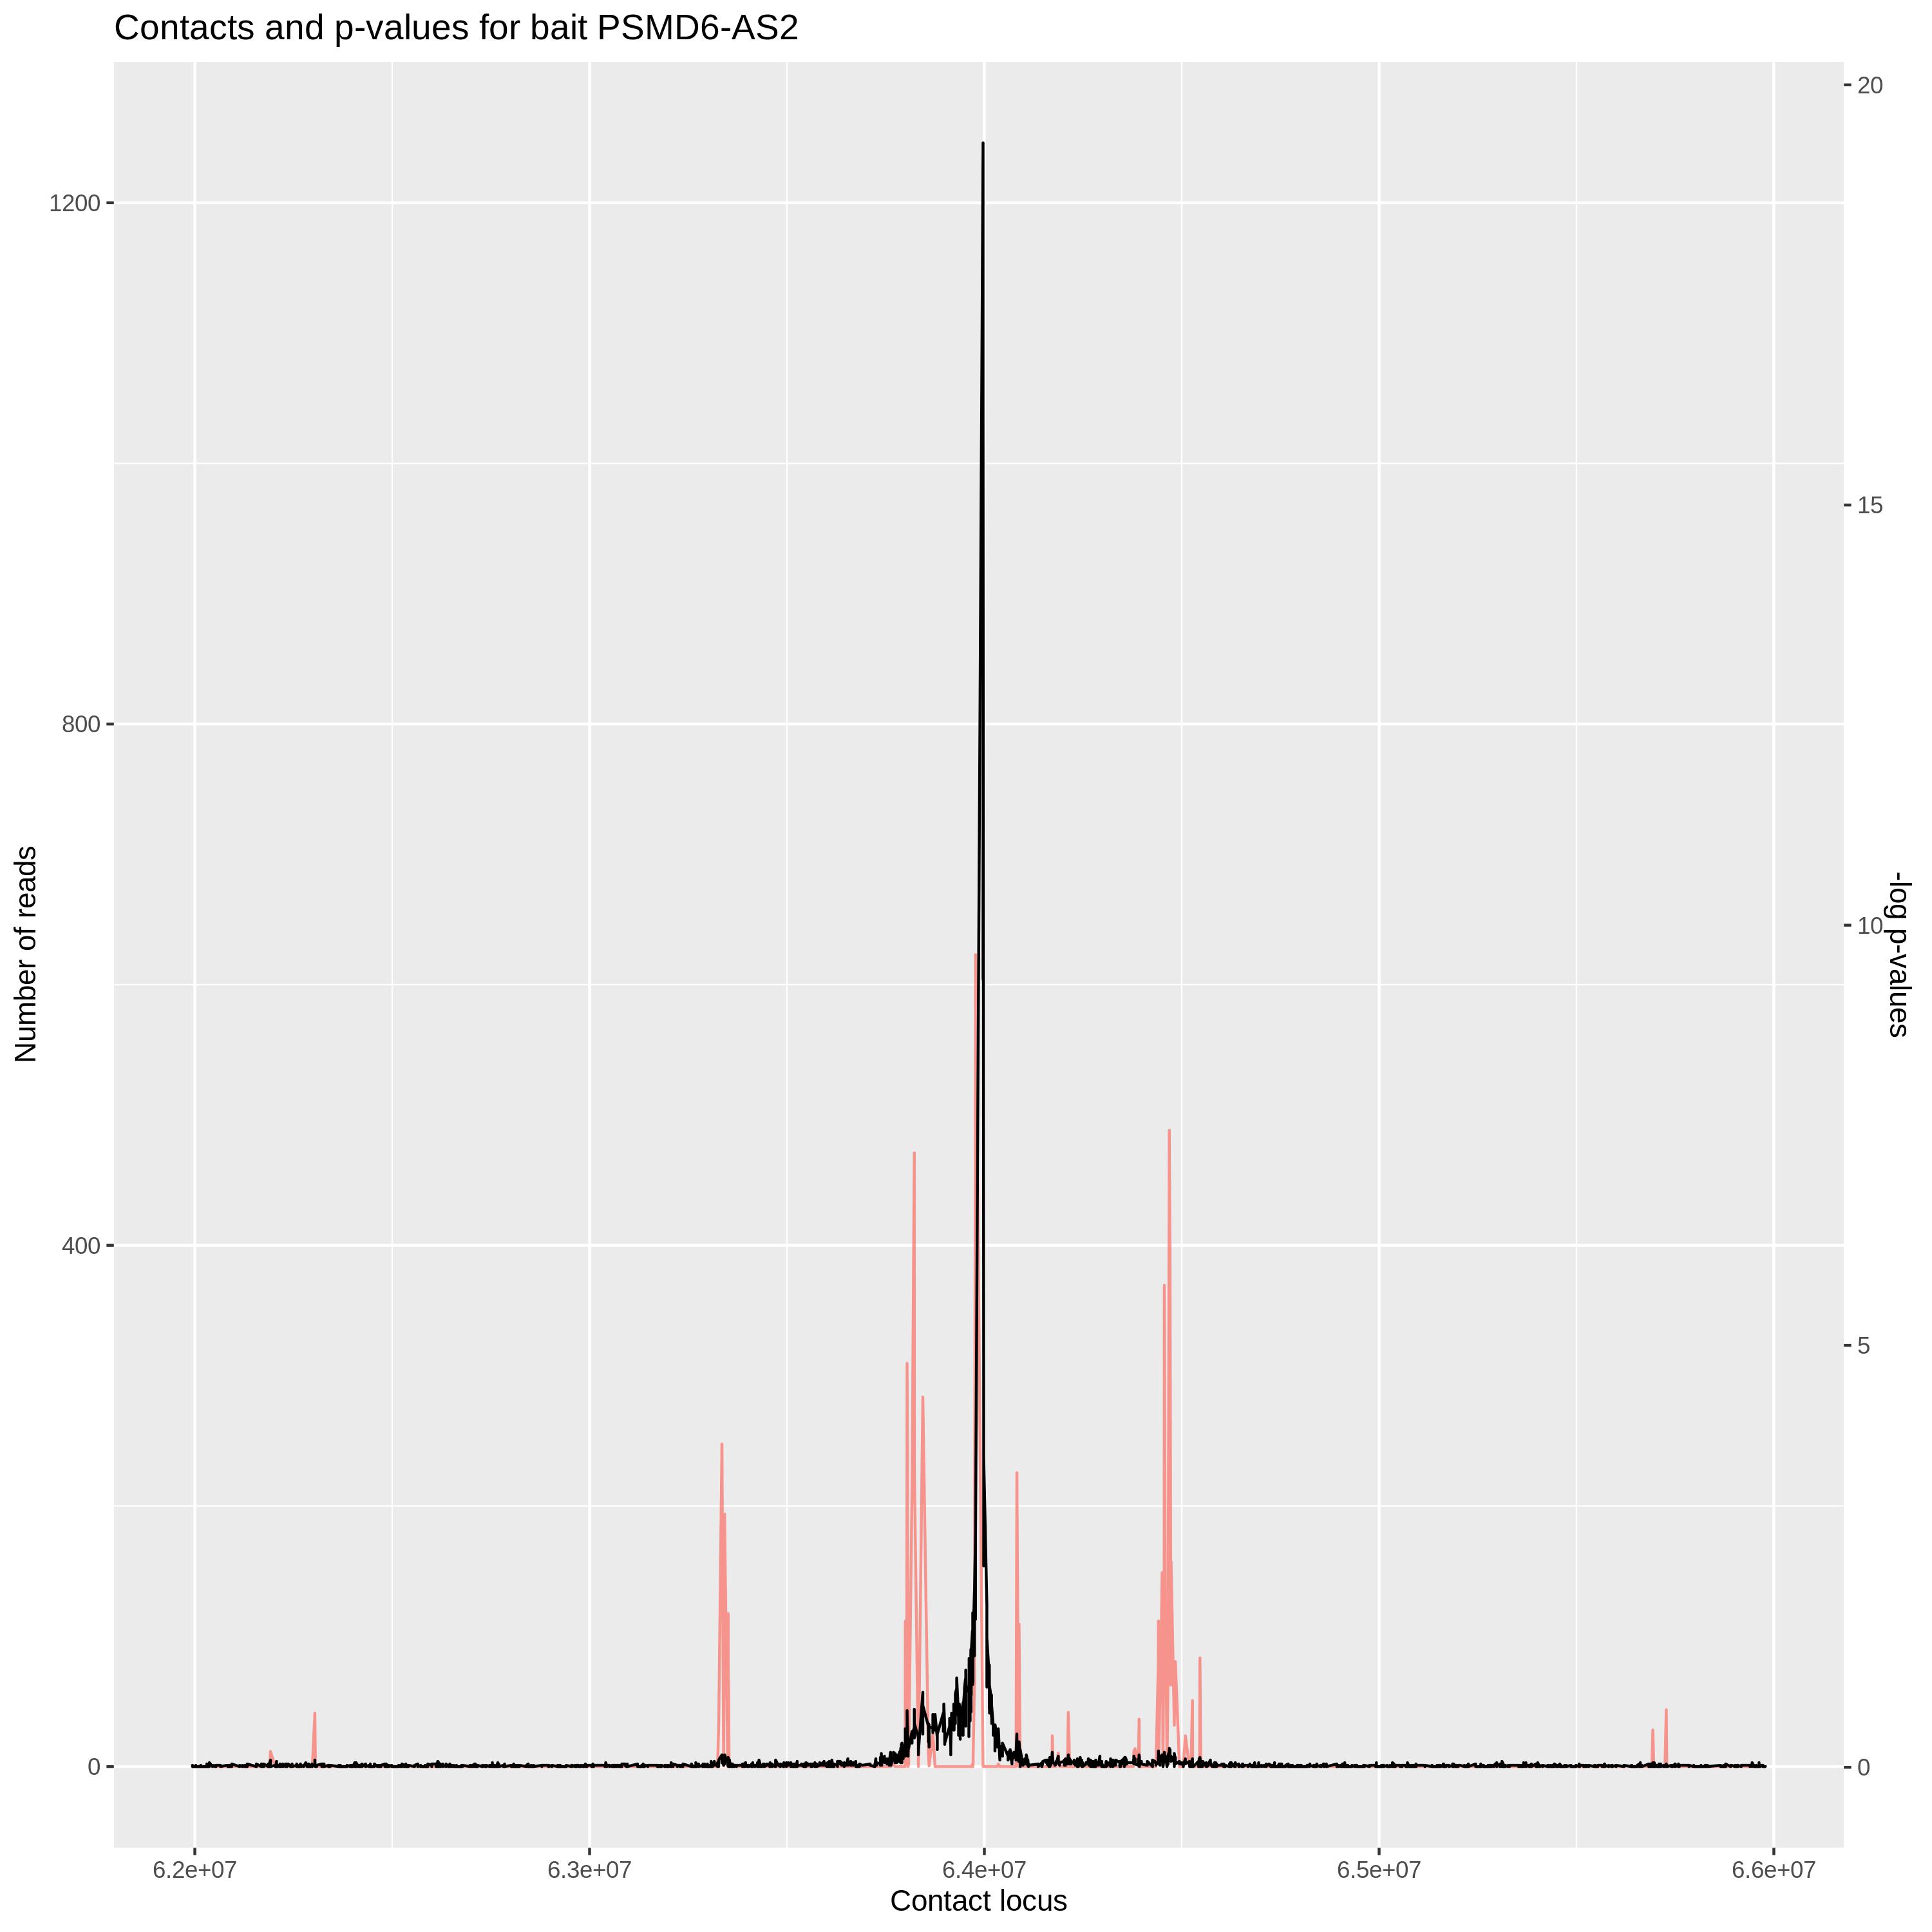 Contacts and p-values for bait PSMD6-AS2
Number of reads
1200
800
400
0
20
15
10
5
0
-log p-values
6.2e+07
6.3e+07
6.4e+07
6.5e+07
6.6e+07
Contact locus